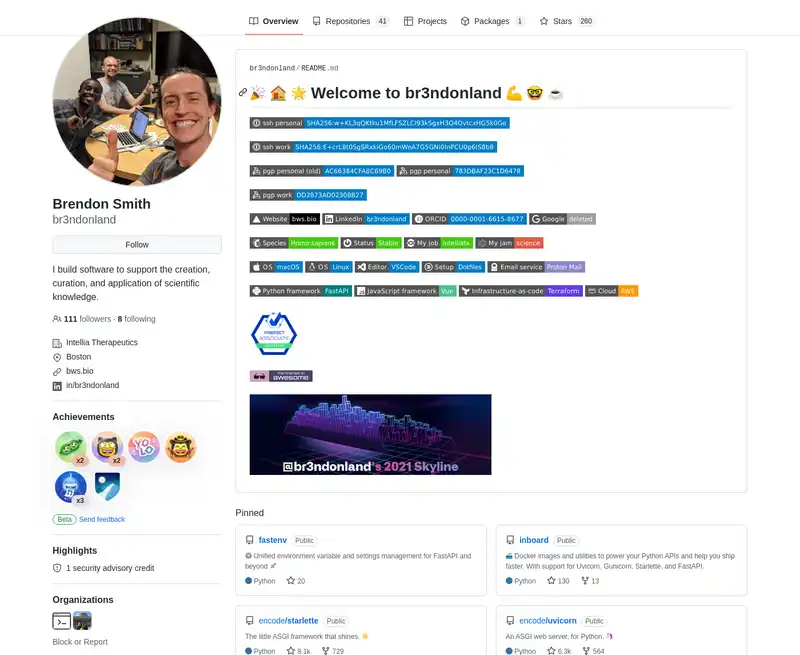 Overview Repositories 41 Projects Packages 1 Stars 260
br3ndonland/README.md
Welcome to br3ndonland
ssh personal
ssh work
pgp personal (old) AC66384CFA8C69B0 pgp personal 783DBAF23C1D6478
pgp work DD2873AD02308B27
Website bws.bio LinkedIn br3ndonland ORCID 0000-0001-6615-8677 Google deleted
Species Homo sapiens Status Stable My job Intelliatx My jam science
OS macOS OS Linux Editor VSCode Setup Dotfiles Email service Proton Mail
Python framework FastAPI JavaScript framework Vue Infrastructure-as-code Terraform Cloud AWS
PREFECT
ASSOCIATE
awesome
@br3ndonland's 2021 Skyline
Brendon Smith
br3ndonland
Follow
I build software to support the creation,
curation, and application of scientific
knowledge.
111 followers · 8 following
Intellia Therapeutics
Boston
bws.bio
in/br3ndonland
Achievements
x2 x2 YOLO
x3
Beta Send feedback
Highlights
1 security advisory credit
Organizations
Block or Report
Pinned
fastenv Public
Unified environment variable and settings management for FastAPI and
beyond
Python 20
inboard Public
Docker images and utilities to power your Python APIs and help you ship
faster. With support for Uvicorn, Gunicorn, Starlette, and FastAPI.
Python 130 13
encode/starlette Public
The little ASGI framework that shines.
Python 8.1k 729
encode/uvicorn Public
An ASGI web server, for Python.
Python 6.3k 564